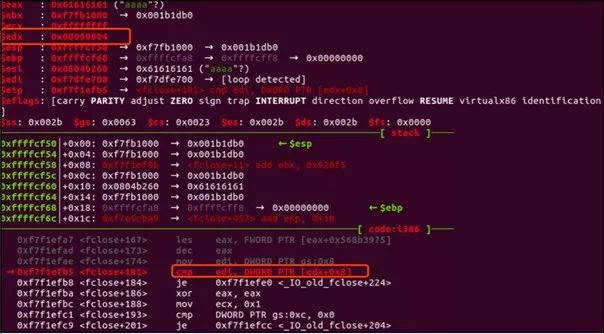 $eax : 0x61616161 ("aaaa"?)
$ebx : 0xf7fb1000 → 0x001b1db0
$ecx : 0xffffffff
$edx : 0x00000804
$esp : 0xffffcf50 → 0xf7fb1000 → 0x001b1db0
$ebp : 0xffffcf68 → 0xffffcfa8 → 0xffffcff8 → 0x00000000
$esi : 0x0804b260 → 0x61616161 ("aaaa"?)
$edi : 0xf7dfe700 → 0xf7dfe700 → [loop detected]
$eip : 0xf7f1efb5 → <fclose+181> cmp edi, DWORD PTR [edx+0x8]
$eflags: [carry PARITY adjust ZERO sign trap INTERRUPT direction overflow RESUME virtualx86 identification
]
$ss: 0x002b $gs: 0x0063 $cs: 0x0023 $es: 0x002b $ds: 0x002b $fs: 0x0000
[ stack ]
0xffffcf50|+0x00: 0xf7fb1000 → 0x001b1db0 ←$esp
0xffffcf54|+0x04: 0xf7fb1000 → 0x001b1db0
0xffffcf58|+0x08: 0xf7f1ef0b → <fclose+11> add ebx, 0x920f5
0xffffcf5c|+0x0c: 0xf7fb1000 → 0x001b1db0
0xffffcf60|+0x10: 0x0804b260 → 0x61616161
0xffffcf64|+0x14: 0xf7fb1000 → 0x001b1db0
0xffffcf68|+0x18: 0xffffcfa8 → 0xffffcff8 → 0x00000000 ←$ebp
0xffffcf6c|+0x1c: 0xf7e5cba9 → <fclose+457> add esp, 0x10
[ code:i386 ]
0xf7f1efa7 <fclose+167> les eax, FWORD PTR [eax+0x568b3975]
0xf7f1efad <fclose+173> dec eax
0xf7f1efae <fclose+174> mov edi, DWORD PTR gs:0x8
→0xf7f1efb5 <fclose+181> cmp edi, DWORD PTR [edx+0x8]
0xf7f1efb8 <fclose+184> je 0xf7f1efe0 <_IO_old_fclose+224>
0xf7f1efba <fclose+186> xor eax, eax
0xf7f1efbc <fclose+188> mov ecx, 0x1
0xf7f1efc1 <fclose+193> cmp DWORD PTR gs:0xc, 0x0
0xf7f1efc9 <fclose+201> je 0xf7f1efcc <_IO_old_fclose+204>